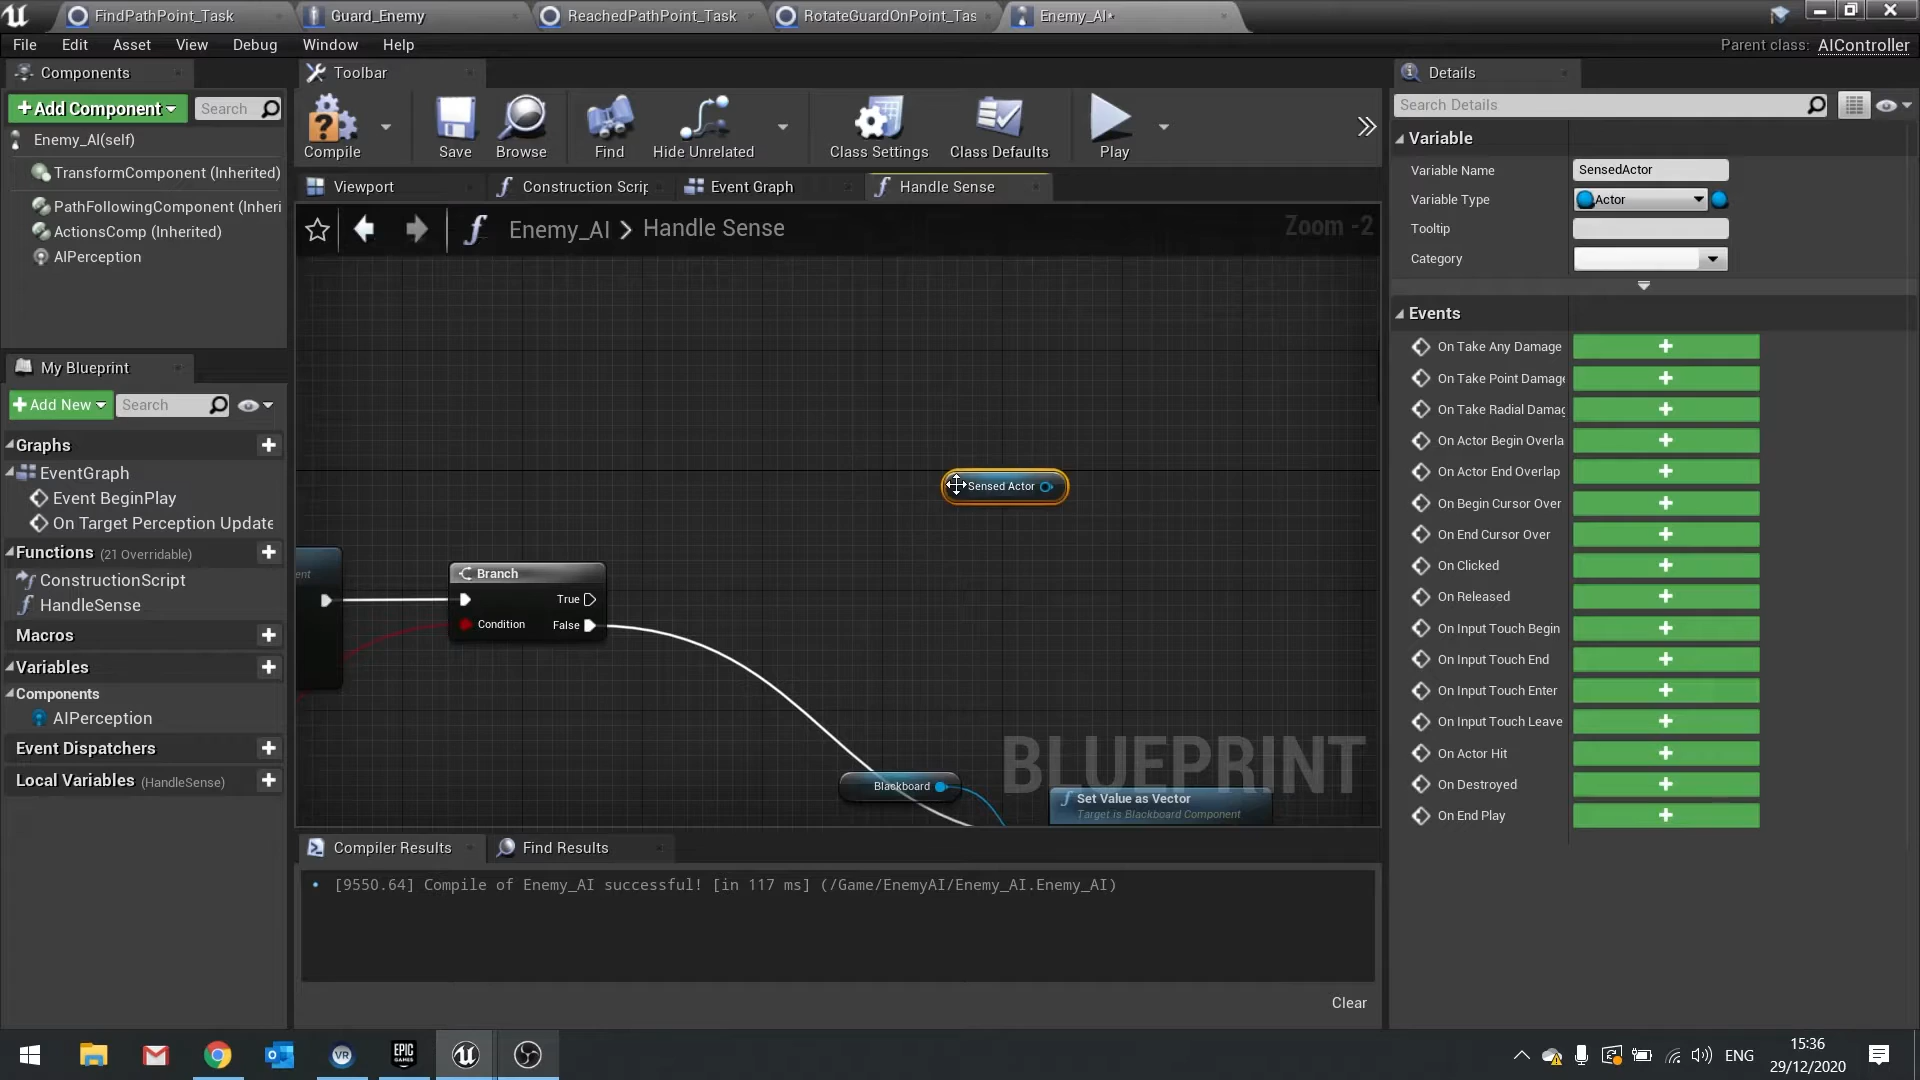 FindPathPoint_Task
Guard_Enemy
ReachedPathPoint_Task
RotateGuardOnPoint_Tas
Enemy_AI*
File Edit Asset View Debug Window Help
Parent class: AIController
Components
Toolbar
Details
Add Component
Search
Enemy_AI(self)
TransformComponent (Inherited)
PathFollowingComponent (Inheri
ActionsComp (Inherited)
AIPerception
Compile
Save
Browse
Find
Hide Unrelated
Class Settings
Class Defaults
Play
Viewport
Construction Scrip
Event Graph
Handle Sense
Enemy_AI > Handle Sense
Zoom -2
Search Details
Variable
Variable Name SensedActor
Variable Type Actor
Tooltip
Category
Events
On Take Any Damage
On Take Point Damage
On Take Radial Damag
On Actor Begin Overla
On Actor End Overlap
On Begin Cursor Over
On End Cursor Over
On Clicked
On Released
On Input Touch Begin
On Input Touch End
On Input Touch Enter
On Input Touch Leave
On Actor Hit
On Destroyed
On End Play
My Blueprint
Add New
Search
Graphs
EventGraph
Event BeginPlay
On Target Perception Update
Functions (21 Overridable)
ConstructionScript
HandleSense
Macros
Variables
Components
AIPerception
Event Dispatchers
Local Variables (HandleSense)
Sensed Actor
ent
Branch
True
Condition
False
Blackboard
Set Value as Vector
Target is Blackboard Component
BLUEPRINT
Compiler Results
Find Results
[9550.64] Compile of Enemy_AI successful! [in 117 ms] (/Game/EnemyAI/Enemy_AI.Enemy_AI)
Clear
VR
EPIC
GAMES
ENG
15:36
29/12/2020